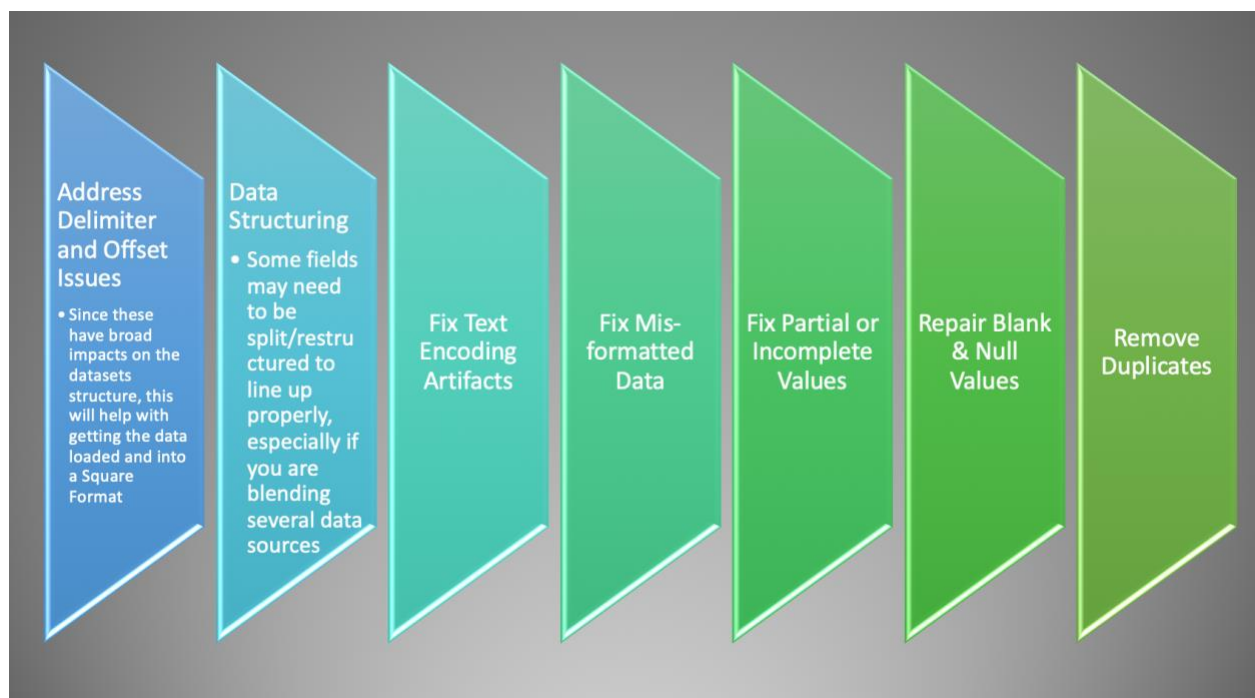 Address
Delimiter
and Offset
Issues
• Since these
have broad
impacts on the
datasets
structure, this
will help with
getting the data
loaded and into
a Square
Format
Data
Structuring
• Some fields
may need
to be
split/restru
ctured to
line up
properly,
especially if
you are
blending
several data
sources
Fix Text
Encoding
Artifacts
Fix Mis-
formatted
Data
Fix Partial or
Incomplete
Values
Repair Blank
& Null
Values
Remove
Duplicates